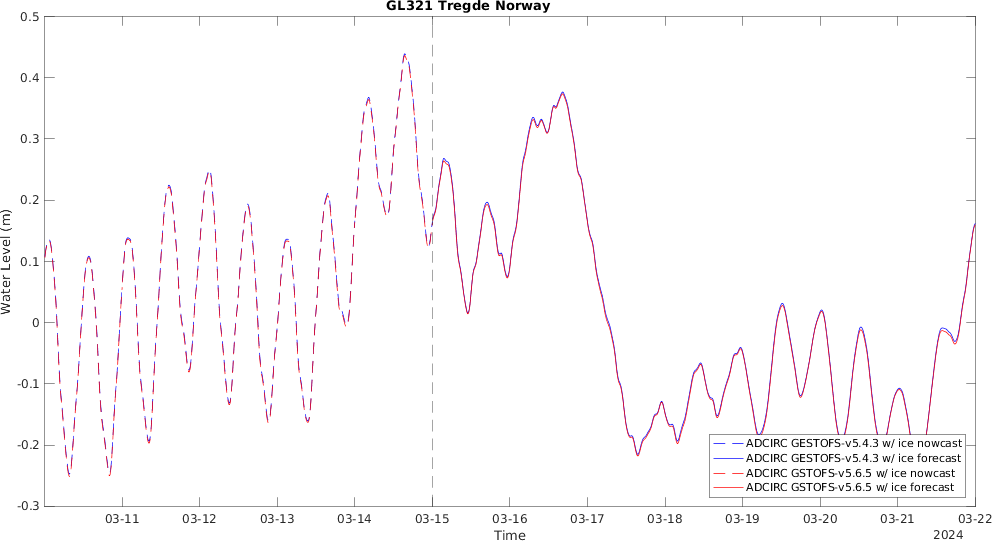 GL321 Tregde Norway
0.5
0.4
0.3
0.2
0.1
0
-0.1
-0.2
-0.3
Water Level (m)
ADCIRC GESTOFS-v5.4.3 w/ ice nowcast
ADCIRC GESTOFS-v5.4.3 w/ ice forecast
ADCIRC GSTOFS-v5.6.5 w/ ice nowcast
ADCIRC GSTOFS-v5.6.5 w/ ice forecast
03-11 03-12 03-13 03-14 03-15 03-16 03-17 03-18 03-19 03-20 03-21 03-22
Time
2024